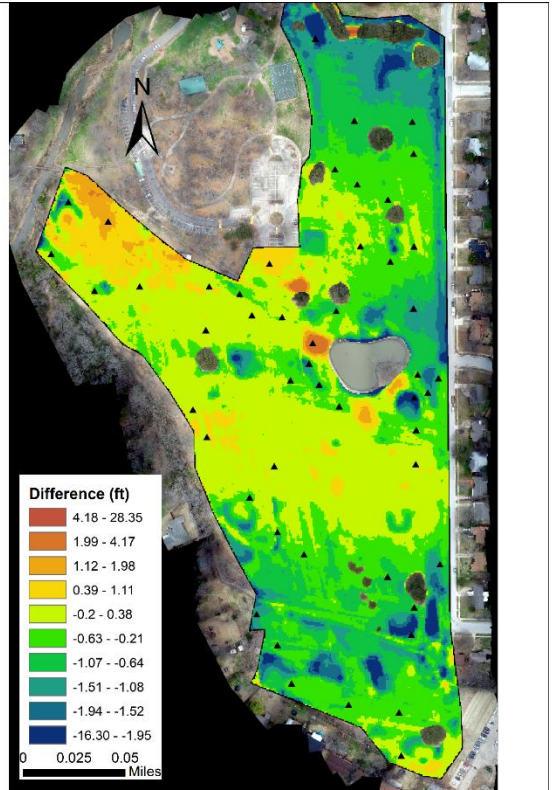 N
Difference (ft)
4.18 - 28.35
1.99 - 4.17
1.12 - 1.98
0.39 - 1.11
-0.2 - 0.38
-0.63 - -0.21
-1.07 - -0.64
-1.51 - -1.08
-1.94 - -1.52
-16.30 - -1.95
0 0.025 0.05
Miles